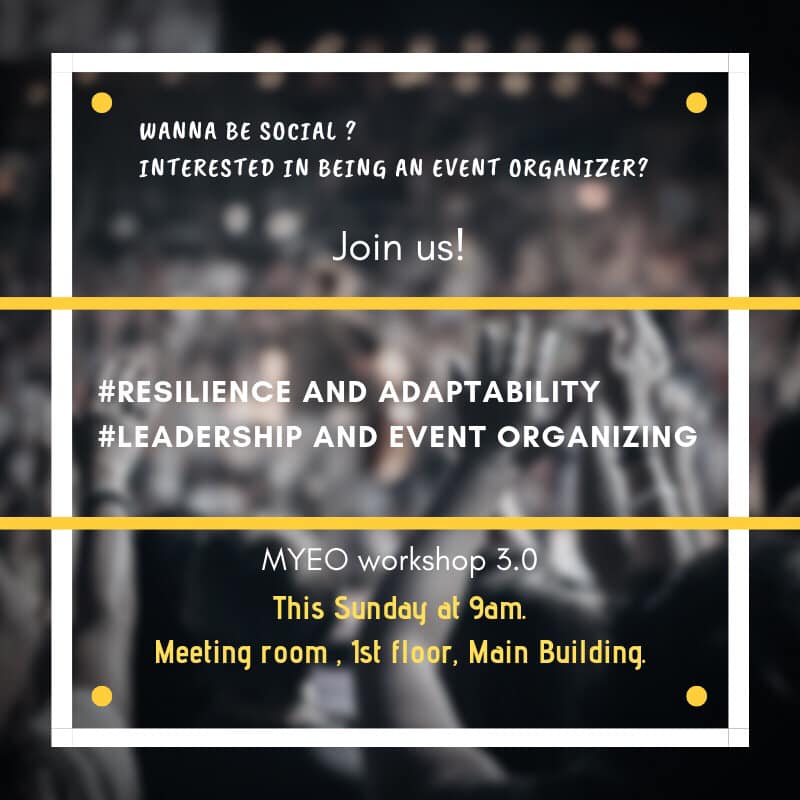 WANNA BE SOCIAL ?
INTERESTED IN BEING AN EVENT ORGANIZER?
Join us!
#RESILIENCE AND ADAPTABILITY
#LEADERSHIP AND EVENT ORGANIZING
MYEO workshop 3.0
This Sunday at 9am.
Meeting room , 1st floor, Main Building.